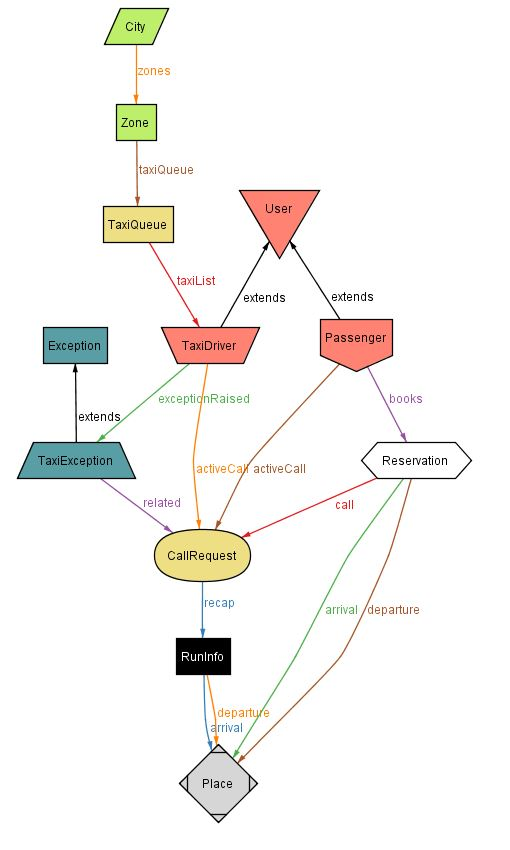 City
zones
Zone
taxiQueue
TaxiQueue
User
taxiList
extends
extends
Exception
TaxiDriver
Passenger
exceptionRaised
books
extends
TaxiException
activeCall
activeCall
Reservation
related
call
CallRequest
recap
arrival
departure
RunInfo
departure
arrival
Place